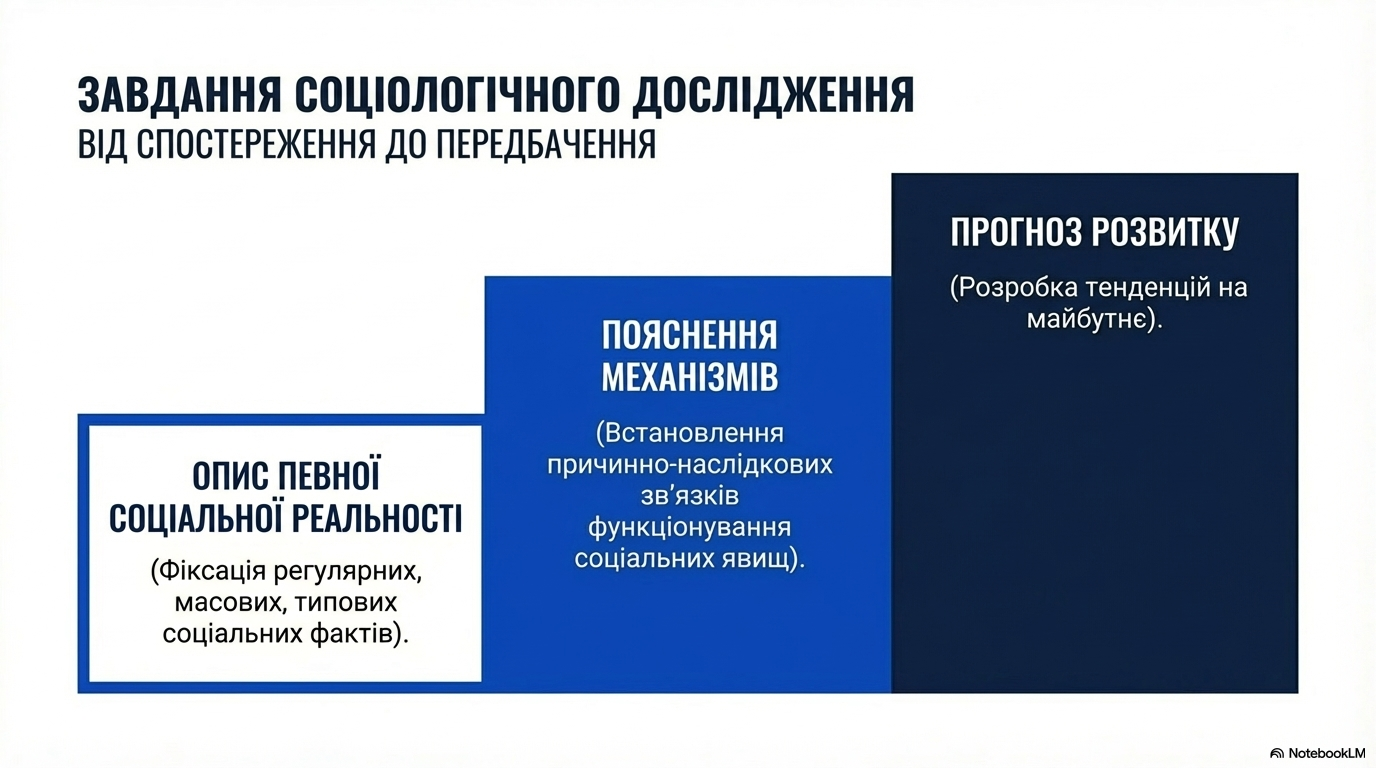 ЗАВДАННЯ СОЦІОЛОГІЧНОГО ДОСЛІДЖЕННЯ
ВІД СПОСТЕРЕЖЕННЯ ДО ПЕРЕДБАЧЕННЯ
ОПИС ПЕВНОЇ
СОЦІАЛЬНОЇ РЕАЛЬНОСТІ
(Фіксація регулярних,
масових, типових
соціальних фактів).
ПОЯСНЕННЯ
МЕХАНІЗМІВ
(Встановлення
причинно-наслідкових
зв'язків
функціонування
соціальних явищ).
ПРОГНОЗ РОЗВИТКУ
(Розробка тенденцій на
майбутнє).
NotebookLM